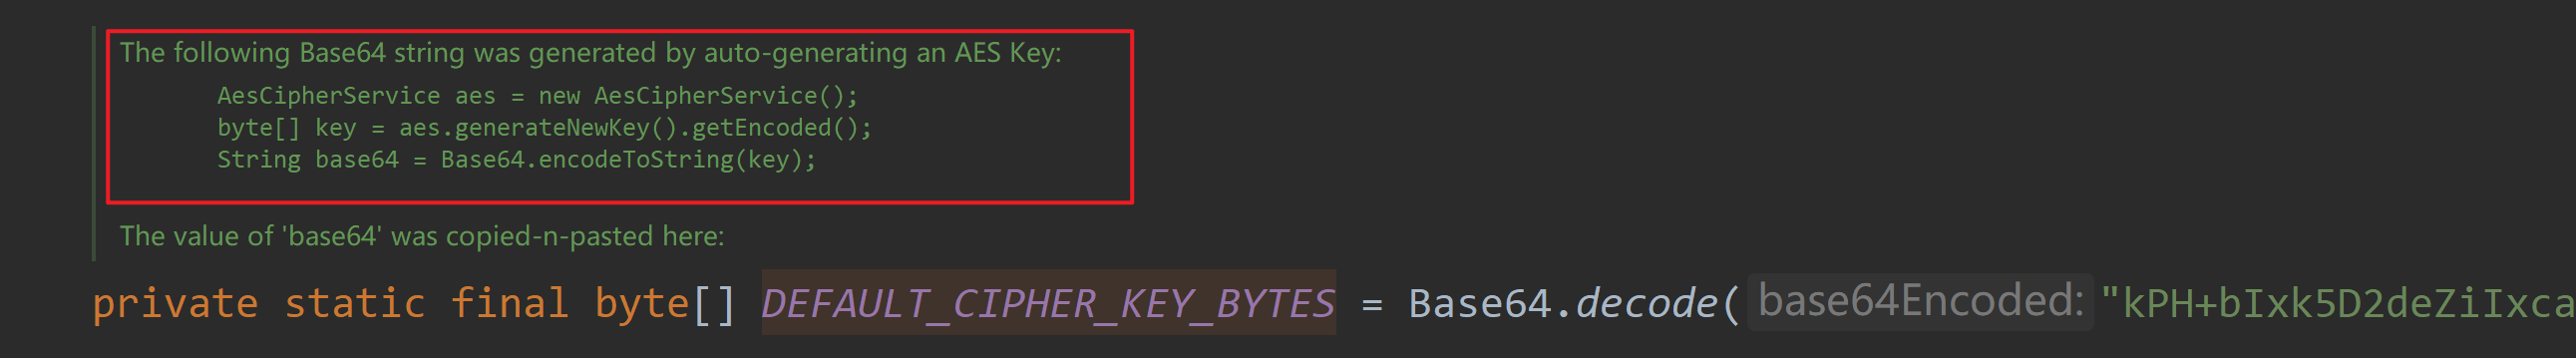 The following Base64 string was generated by auto-generating an AES Key:
AesCipherService aes = new AesCipherService();
byte[] key = aes.generateNewKey().getEncoded();
String base64 = Base64.encodeToString(key);
The value of 'base64' was copied-n-pasted here:
private static final byte[] DEFAULT_CIPHER_KEY_BYTES = Base64.decode( base64Encoded: "kPH+bIxk5D2deZiIxca